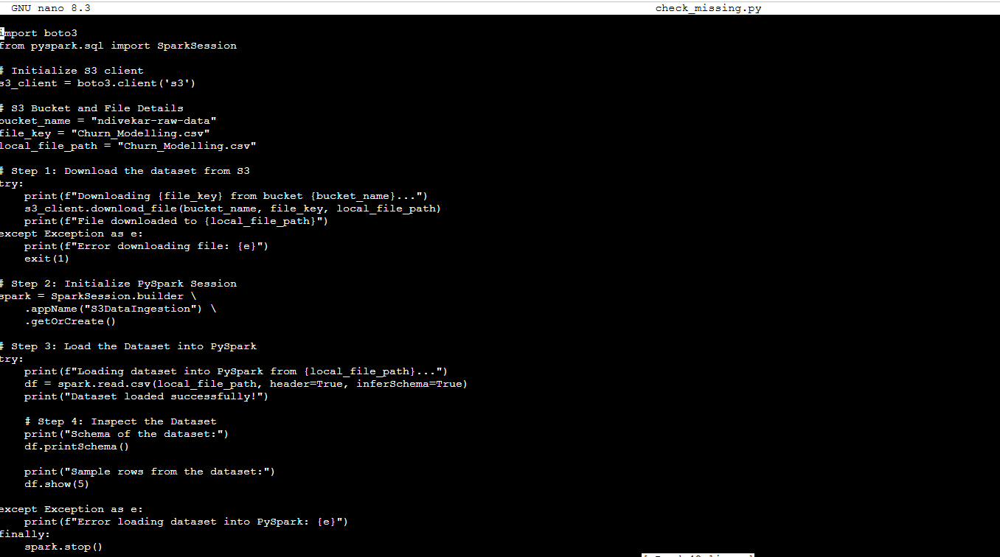 GNU nano 8.3 check_missing.py
import boto3
from pyspark.sql import SparkSession
# Initialize S3 client
s3_client = boto3.client('s3')
# S3 Bucket and File Details
bucket_name = "ndivekar-raw-data"
file_key = "Churn_Modelling.csv"
local_file_path = "Churn_Modelling.csv"
# Step 1: Download the dataset from S3
try:
    print(f"Downloading {file_key} from bucket {bucket_name}...")
    s3_client.download_file(bucket_name, file_key, local_file_path)
    print(f"File downloaded to {local_file_path}")
except Exception as e:
    print(f"Error downloading file: {e}")
    exit(1)
# Step 2: Initialize PySpark Session
spark = SparkSession.builder \
    .appName("S3DataIngestion") \
    .getOrCreate()
# Step 3: Load the Dataset into PySpark
try:
    print(f"Loading dataset into PySpark from {local_file_path}...")
    df = spark.read.csv(local_file_path, header=True, inferSchema=True)
    print("Dataset loaded successfully!")
    # Step 4: Inspect the Dataset
    print("Schema of the dataset:")
    df.printSchema()
    print("Sample rows from the dataset:")
    df.show(5)
except Exception as e:
    print(f"Error loading dataset into PySpark: {e}")
finally:
    spark.stop()